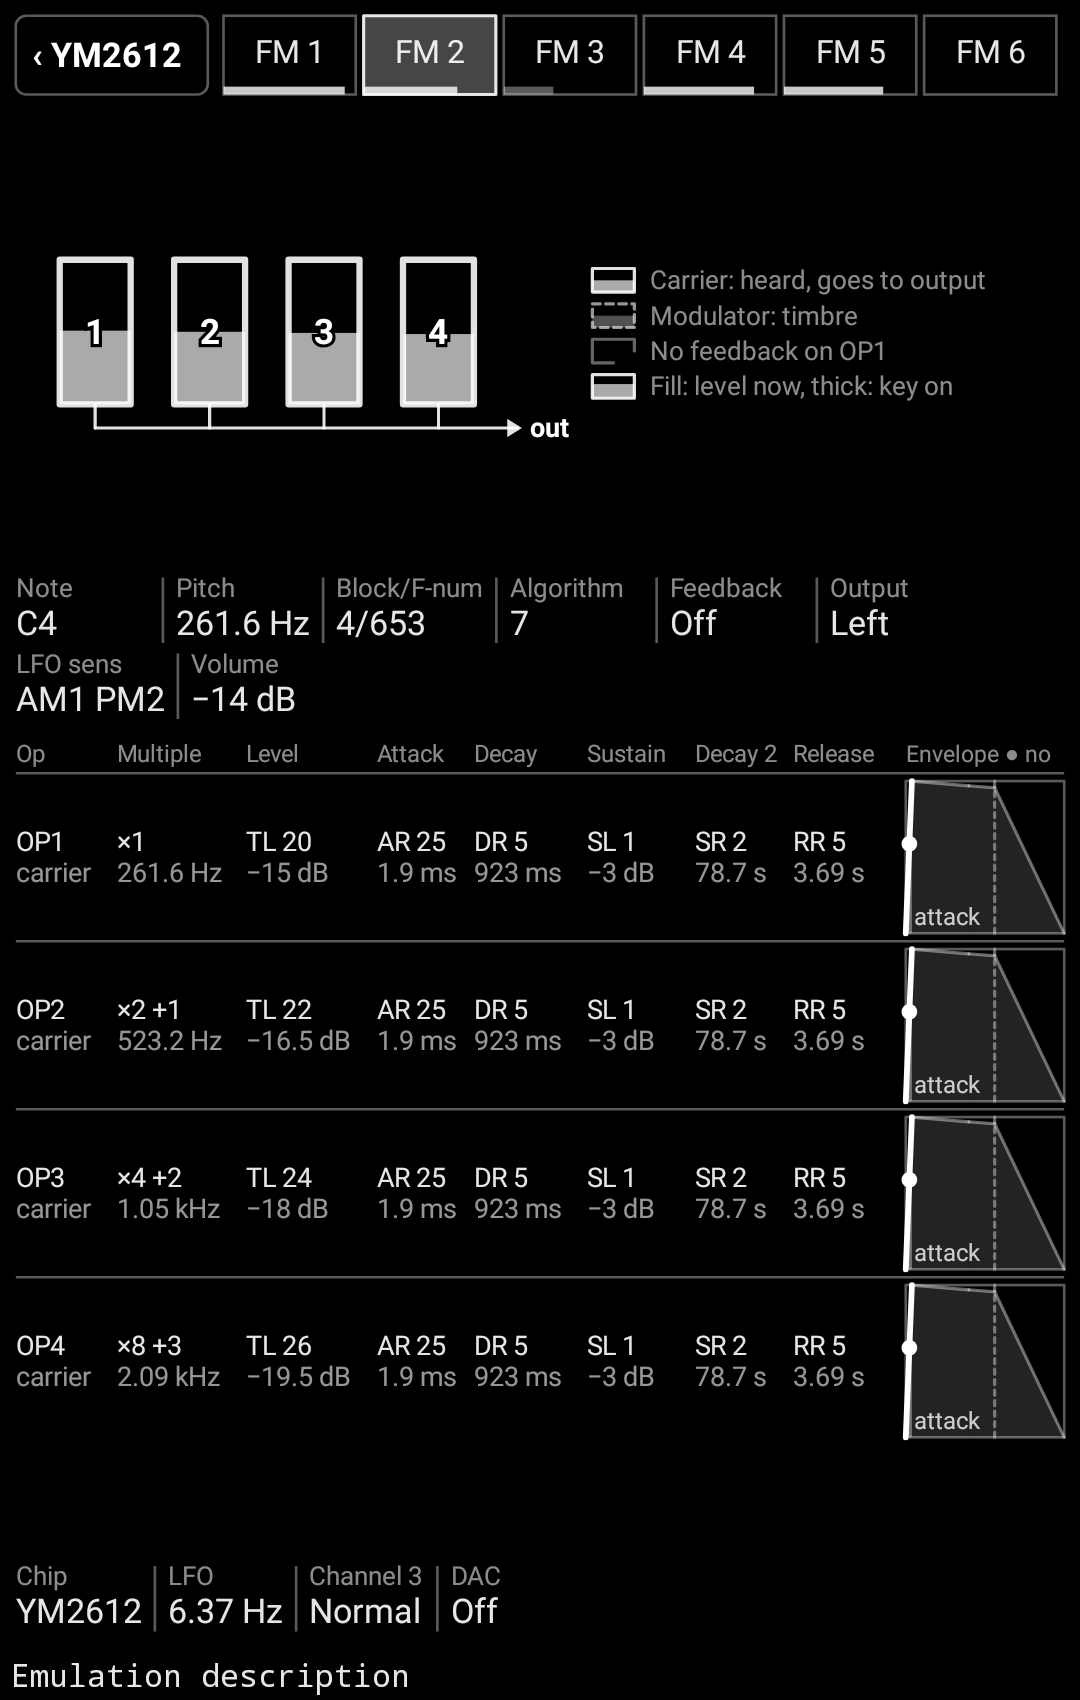 ‹ YM2612 FM 1 FM 2 FM 3 FM 4 FM 5 FM 6
1 2 3 4
out
Carrier: heard, goes to output
Modulator: timbre
No feedback on OP1
Fill: level now, thick: key on
Note Pitch Block/F-num Algorithm Feedback Output
C4 261.6 Hz 4/653 7 Off Left
LFO sens Volume
AM1 PM2 −14 dB
Op Multiple Level Attack Decay Sustain Decay 2 Release Envelope ● no
OP1 ×1 TL 20 AR 25 DR 5 SL 1 SR 2 RR 5
carrier 261.6 Hz −15 dB 1.9 ms 923 ms −3 dB 78.7 s 3.69 s
attack
OP2 ×2 +1 TL 22 AR 25 DR 5 SL 1 SR 2 RR 5
carrier 523.2 Hz −16.5 dB 1.9 ms 923 ms −3 dB 78.7 s 3.69 s
attack
OP3 ×4 +2 TL 24 AR 25 DR 5 SL 1 SR 2 RR 5
carrier 1.05 kHz −18 dB 1.9 ms 923 ms −3 dB 78.7 s 3.69 s
attack
OP4 ×8 +3 TL 26 AR 25 DR 5 SL 1 SR 2 RR 5
carrier 2.09 kHz −19.5 dB 1.9 ms 923 ms −3 dB 78.7 s 3.69 s
attack
Chip LFO Channel 3 DAC
YM2612 6.37 Hz Normal Off
Emulation description